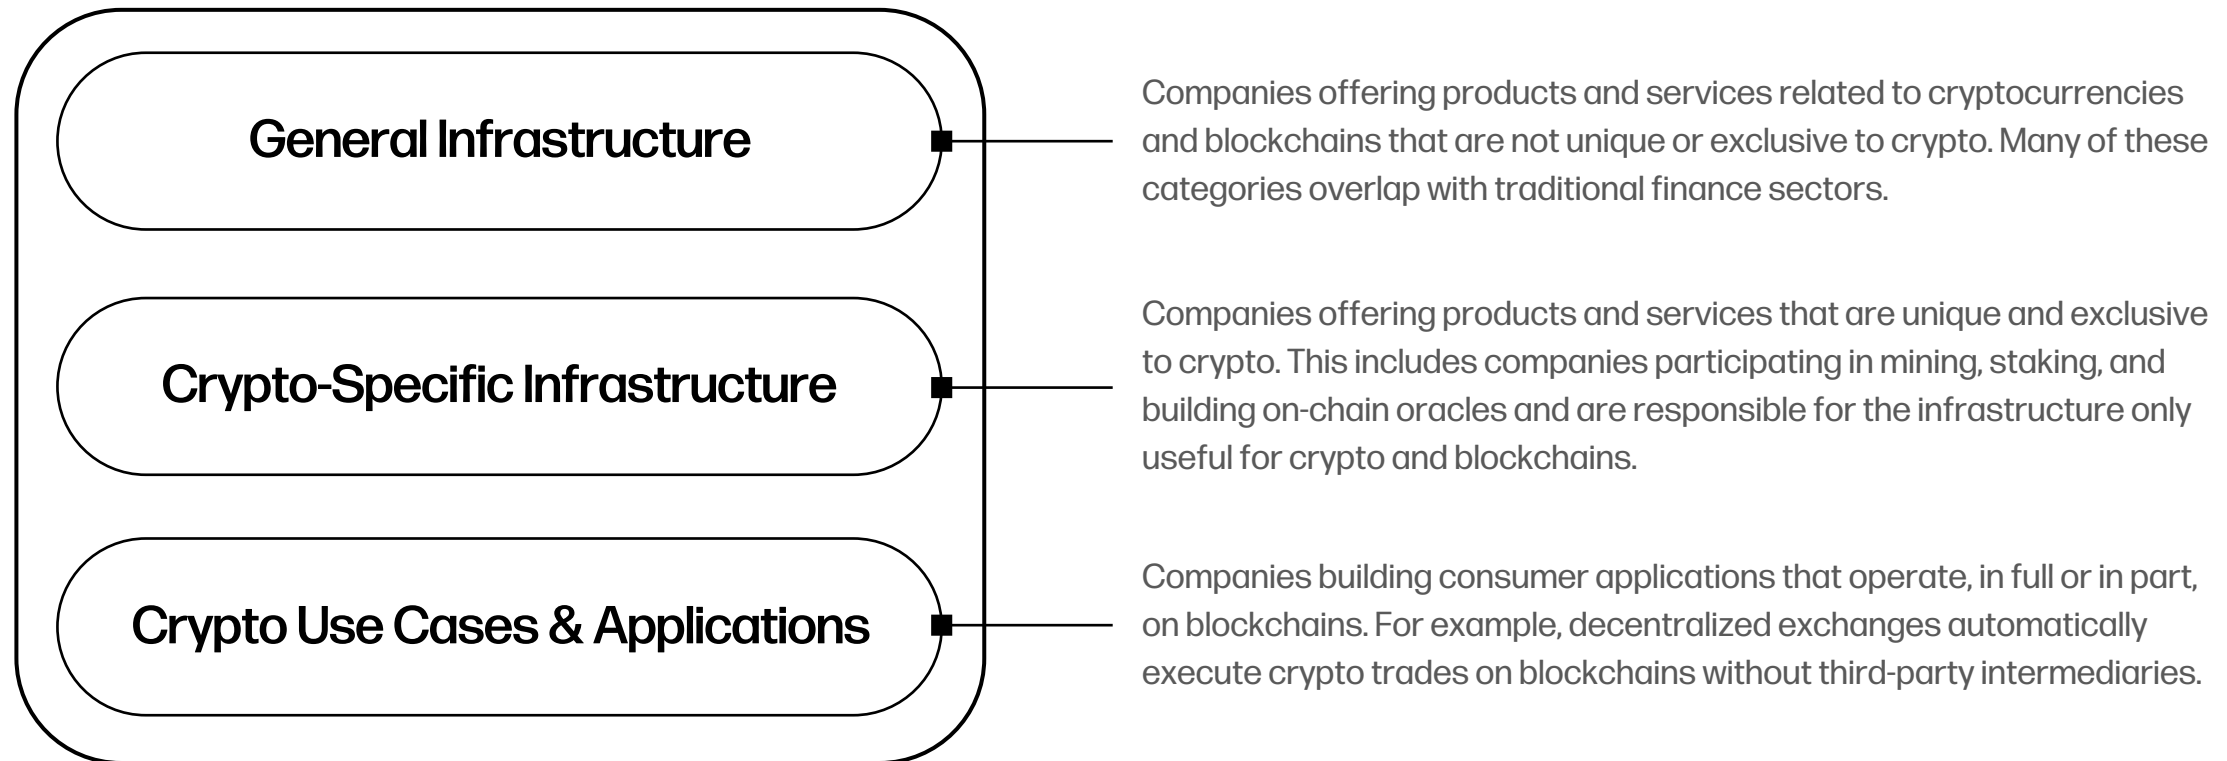 General Infrastructure
Companies offering products and services related to cryptocurrencies
and blockchains that are not unique or exclusive to crypto. Many of these
categories overlap with traditional finance sectors.
Crypto-Specific Infrastructure
Companies offering products and services that are unique and exclusive
to crypto. This includes companies participating in mining, staking, and
building on-chain oracles and are responsible for the infrastructure only
useful for crypto and blockchains.
Crypto Use Cases & Applications
Companies building consumer applications that operate, in full or in part,
on blockchains. For example, decentralized exchanges automatically
execute crypto trades on blockchains without third-party intermediaries.